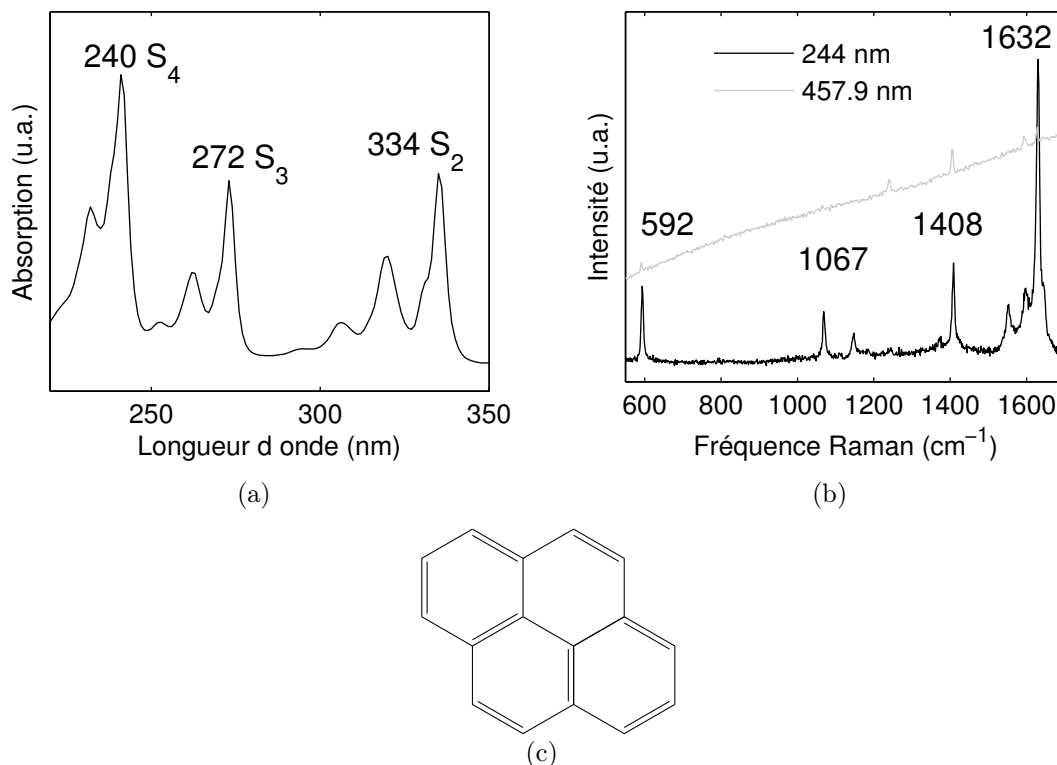 240 S4
272 S3
334 S2
Absorption (u.a.)
250
300
350
Longueur d onde (nm)
(a)
244 nm
457.9 nm
1632
592
1067
1408
Intensité (u.a.)
600
800
1000
1200
1400
1600
Fréquence Raman (cm−1)
(b)
(c)